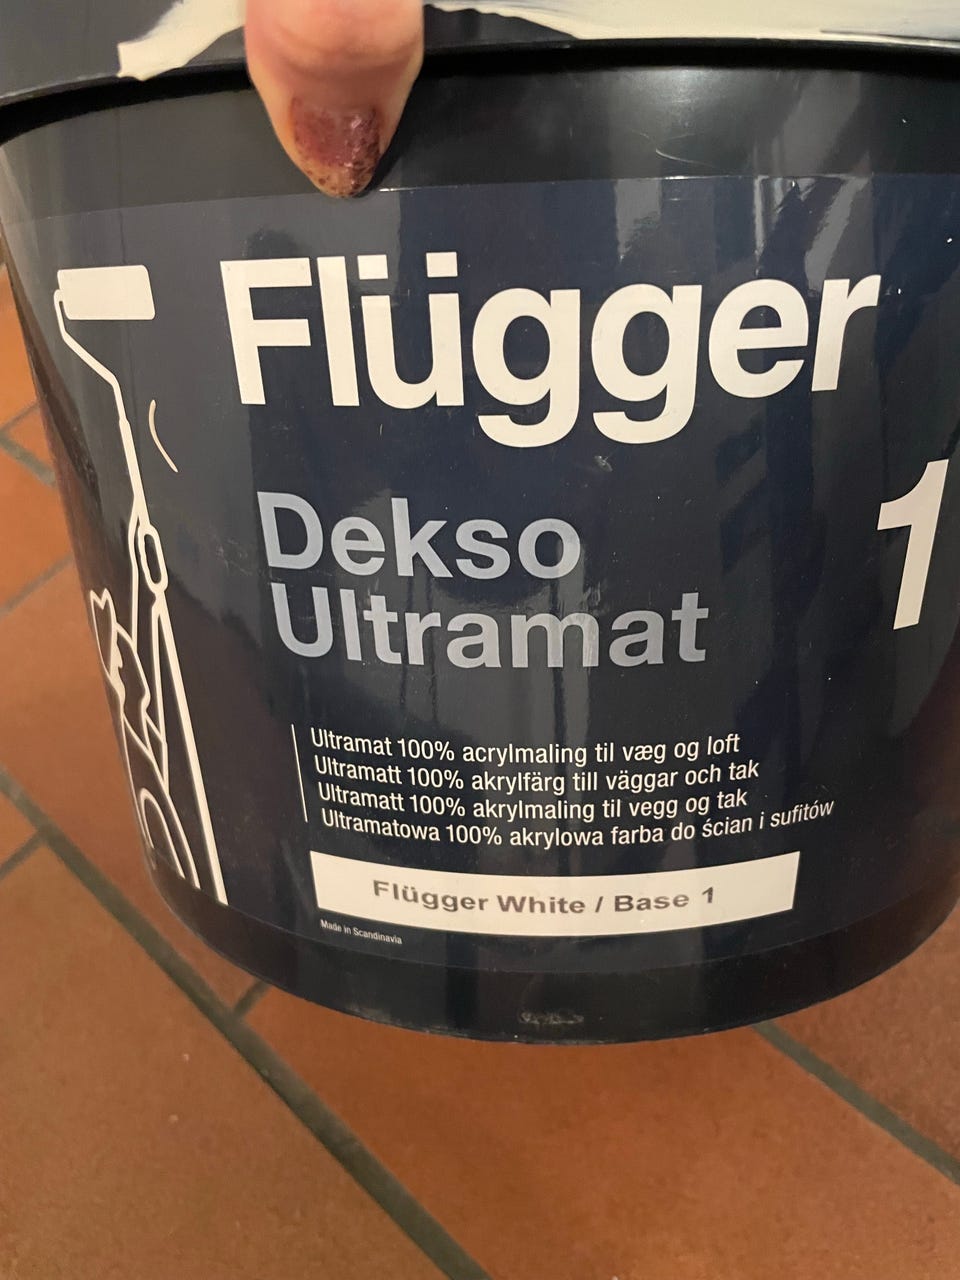 Flügger
1
Dekso
Ultramat
Ultramat 100% acrylmaling til væg og loft
Ultramatt 100% akrylfärg till väggar och tak
Ultramatt 100% akrylmaling til vegg og tak
Ultramatowa 100% akrylowa farba do ścian i sufitów
Flügger White / Base 1
Made in Scandinavia